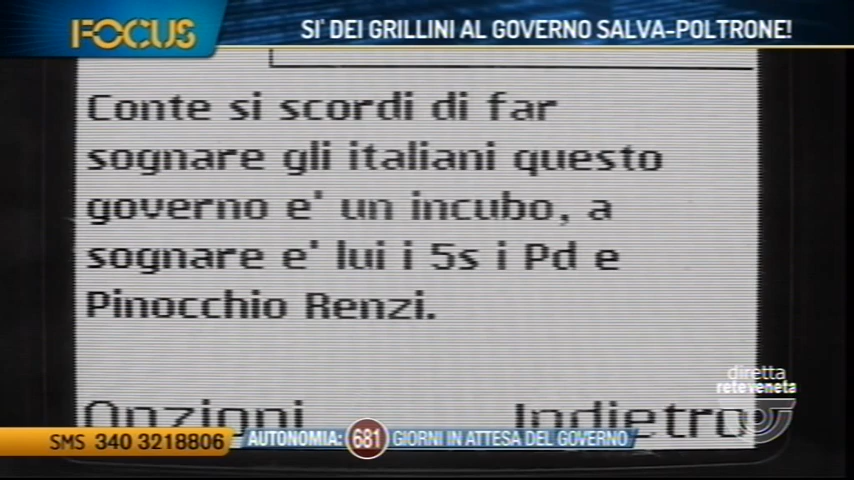 FOCUS
SI' DEI GRILLINI AL GOVERNO SALVA-POLTRONE!
Conte si scordi di far
sognare gli italiani questo
governo e' un incubo, a
sognare e' lui i 5s i Pd e
Pinocchio Renzi.
diretta
reteveneta
Opzioni
Indietro
SMS 340 3218806
AUTONOMIA: 681 GIORNI IN ATTESA DEL GOVERNO